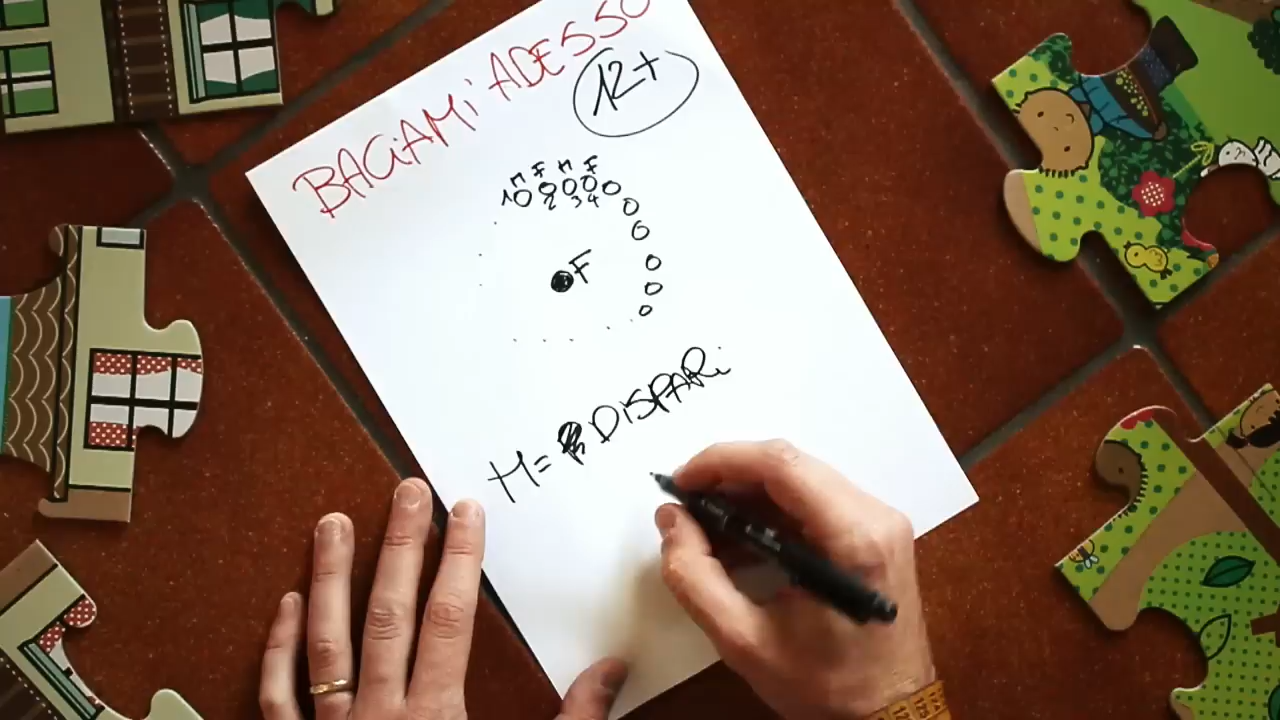 BACiAMi ADESSO
12+
M F M F
1 2 3 4
F
M= DiSPARi